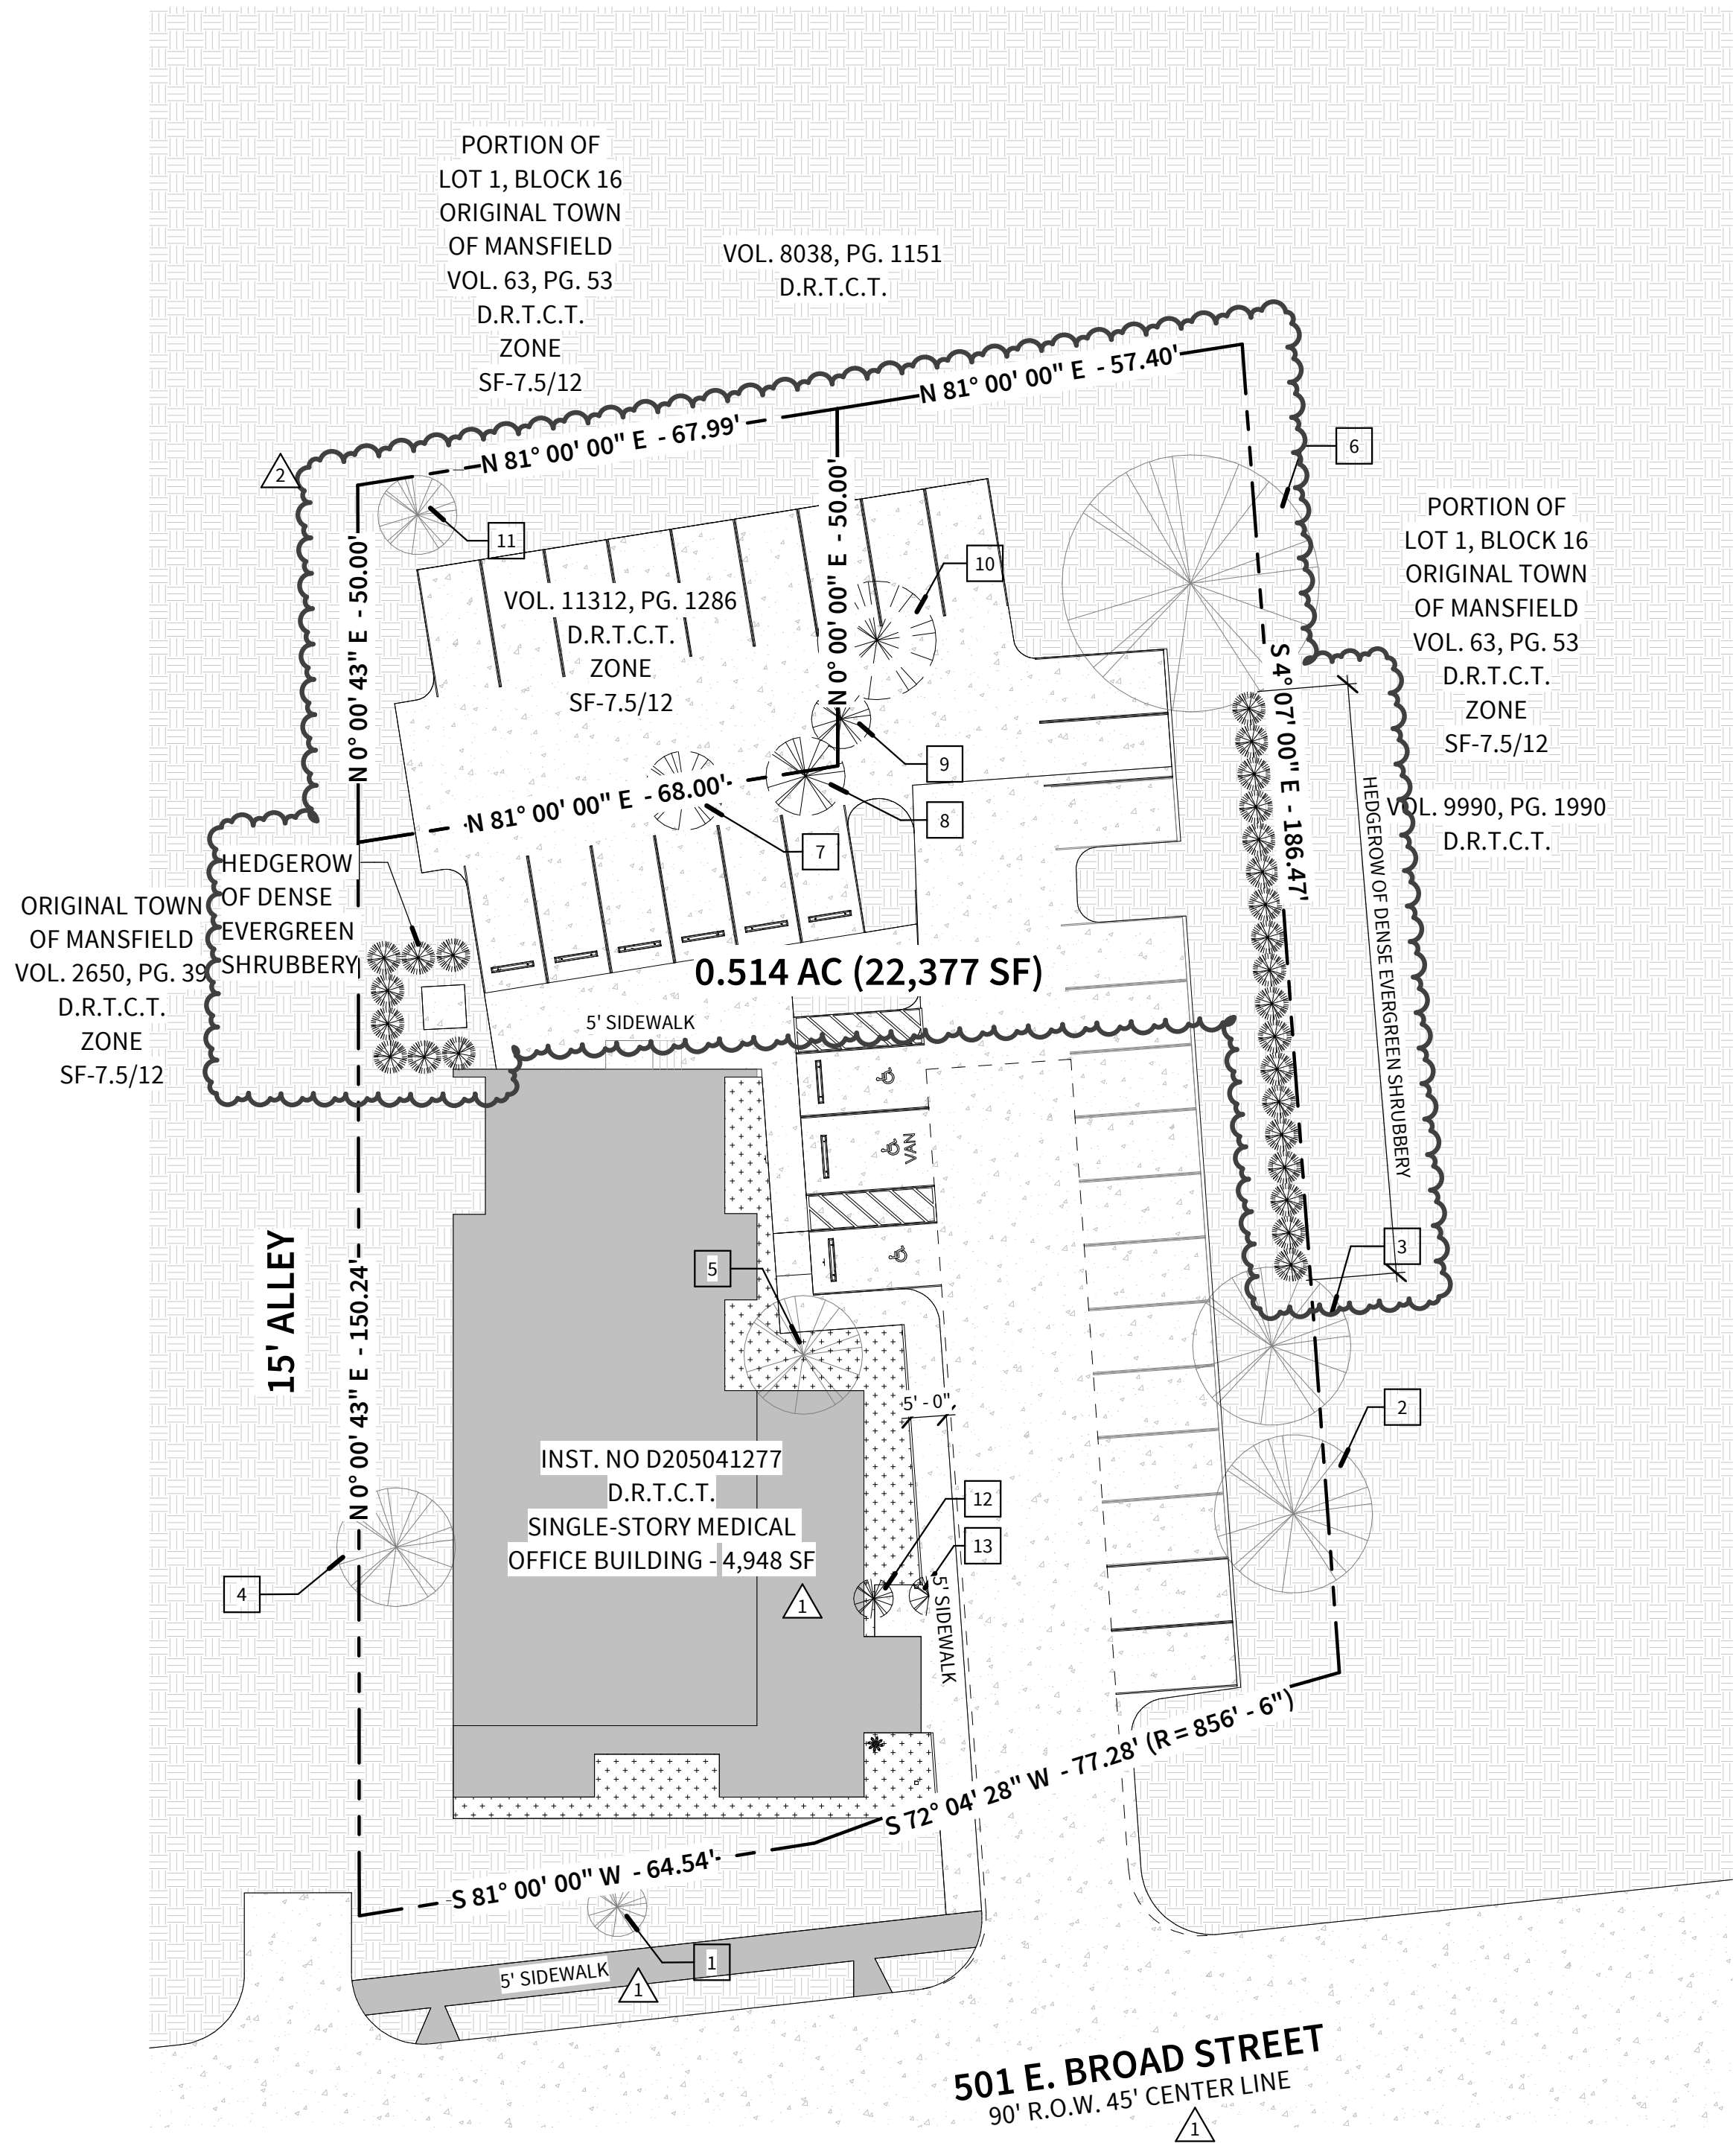 PORTION OF
LOT 1, BLOCK 16
ORIGINAL TOWN
OF MANSFIELD
VOL. 63, PG. 53
D.R.T.C.T.
ZONE
SF-7.5/12
VOL. 8038, PG. 1151
D.R.T.C.T.
N 81° 00' 00" E - 57.40'
N 81° 00' 00" E - 67.99'
2
6
11
10
N 0° 00' 43" E - 50.00'
N 0° 00' 00" E - 50.00'
VOL. 11312, PG. 1286
D.R.T.C.T.
ZONE
SF-7.5/12
PORTION OF
LOT 1, BLOCK 16
ORIGINAL TOWN
OF MANSFIELD
VOL. 63, PG. 53
D.R.T.C.T.
ZONE
SF-7.5/12
S 4° 07' 00" E - 186.47'
9
8
7
N 81° 00' 00" E - 68.00'
VOL. 9990, PG. 1990
D.R.T.C.T.
HEDGEROW OF DENSE EVERGREEN SHRUBBERY
HEDGEROW
OF DENSE
EVERGREEN
SHRUBBERY
ORIGINAL TOWN
OF MANSFIELD
VOL. 2650, PG. 39
D.R.T.C.T.
ZONE
SF-7.5/12
0.514 AC (22,377 SF)
5' SIDEWALK
VAN
15' ALLEY
N 0° 00' 43" E - 150.24'
5
3
2
5' - 0"
INST. NO D205041277
D.R.T.C.T.
SINGLE-STORY MEDICAL
OFFICE BUILDING - 4,948 SF
1
12
13
4
5' SIDEWALK
S 72° 04' 28" W - 77.28' (R = 856' - 6")
S 81° 00' 00" W - 64.54'
1
5' SIDEWALK
1
501 E. BROAD STREET
90' R.O.W. 45' CENTER LINE
1